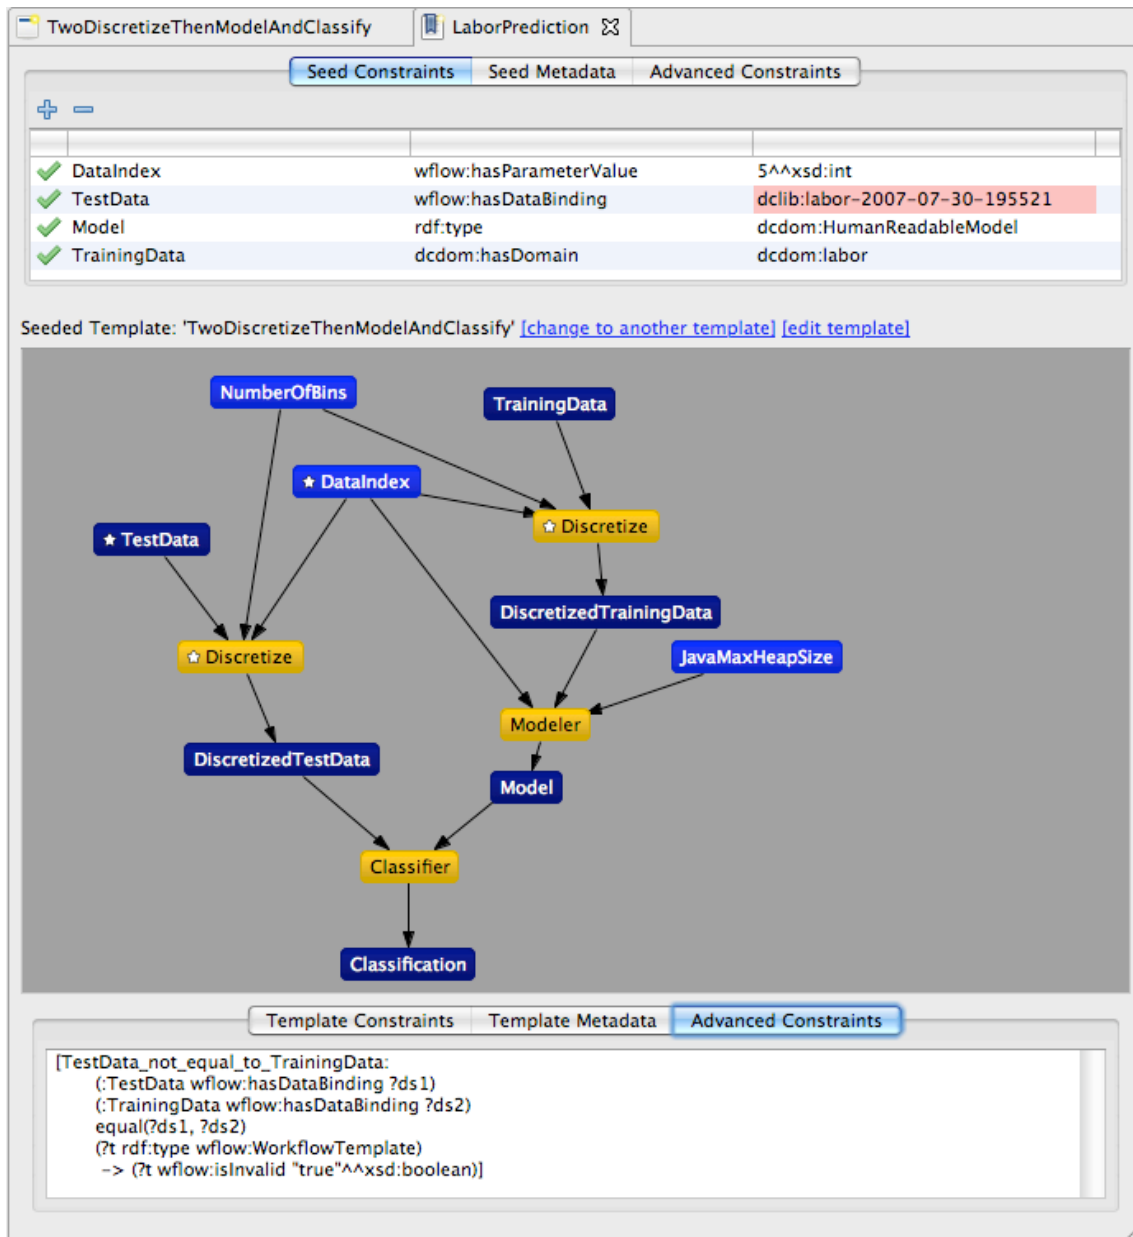 TwoDiscretizeThenModelAndClassify
LaborPrediction
Seed Constraints Seed Metadata Advanced Constraints
DataIndex wflow:hasParameterValue 5^^xsd:int
TestData wflow:hasDataBinding dclib:labor-2007-07-30-195521
Model rdf:type dcdom:HumanReadableModel
TrainingData dcdom:hasDomain dcdom:labor
Seeded Template: 'TwoDiscretizeThenModelAndClassify' [change to another template] [edit template]
NumberOfBins
TrainingData
DataIndex
Discretize
TestData
DiscretizedTrainingData
Discretize
JavaMaxHeapSize
Modeler
DiscretizedTestData
Model
Classifier
Classification
Template Constraints Template Metadata Advanced Constraints
[TestData_not_equal_to_TrainingData:
(:TestData wflow:hasDataBinding ?ds1)
(:TrainingData wflow:hasDataBinding ?ds2)
equal(?ds1, ?ds2)
(?t rdf:type wflow:WorkflowTemplate)
-> (?t wflow:isInvalid "true"^^xsd:boolean)]